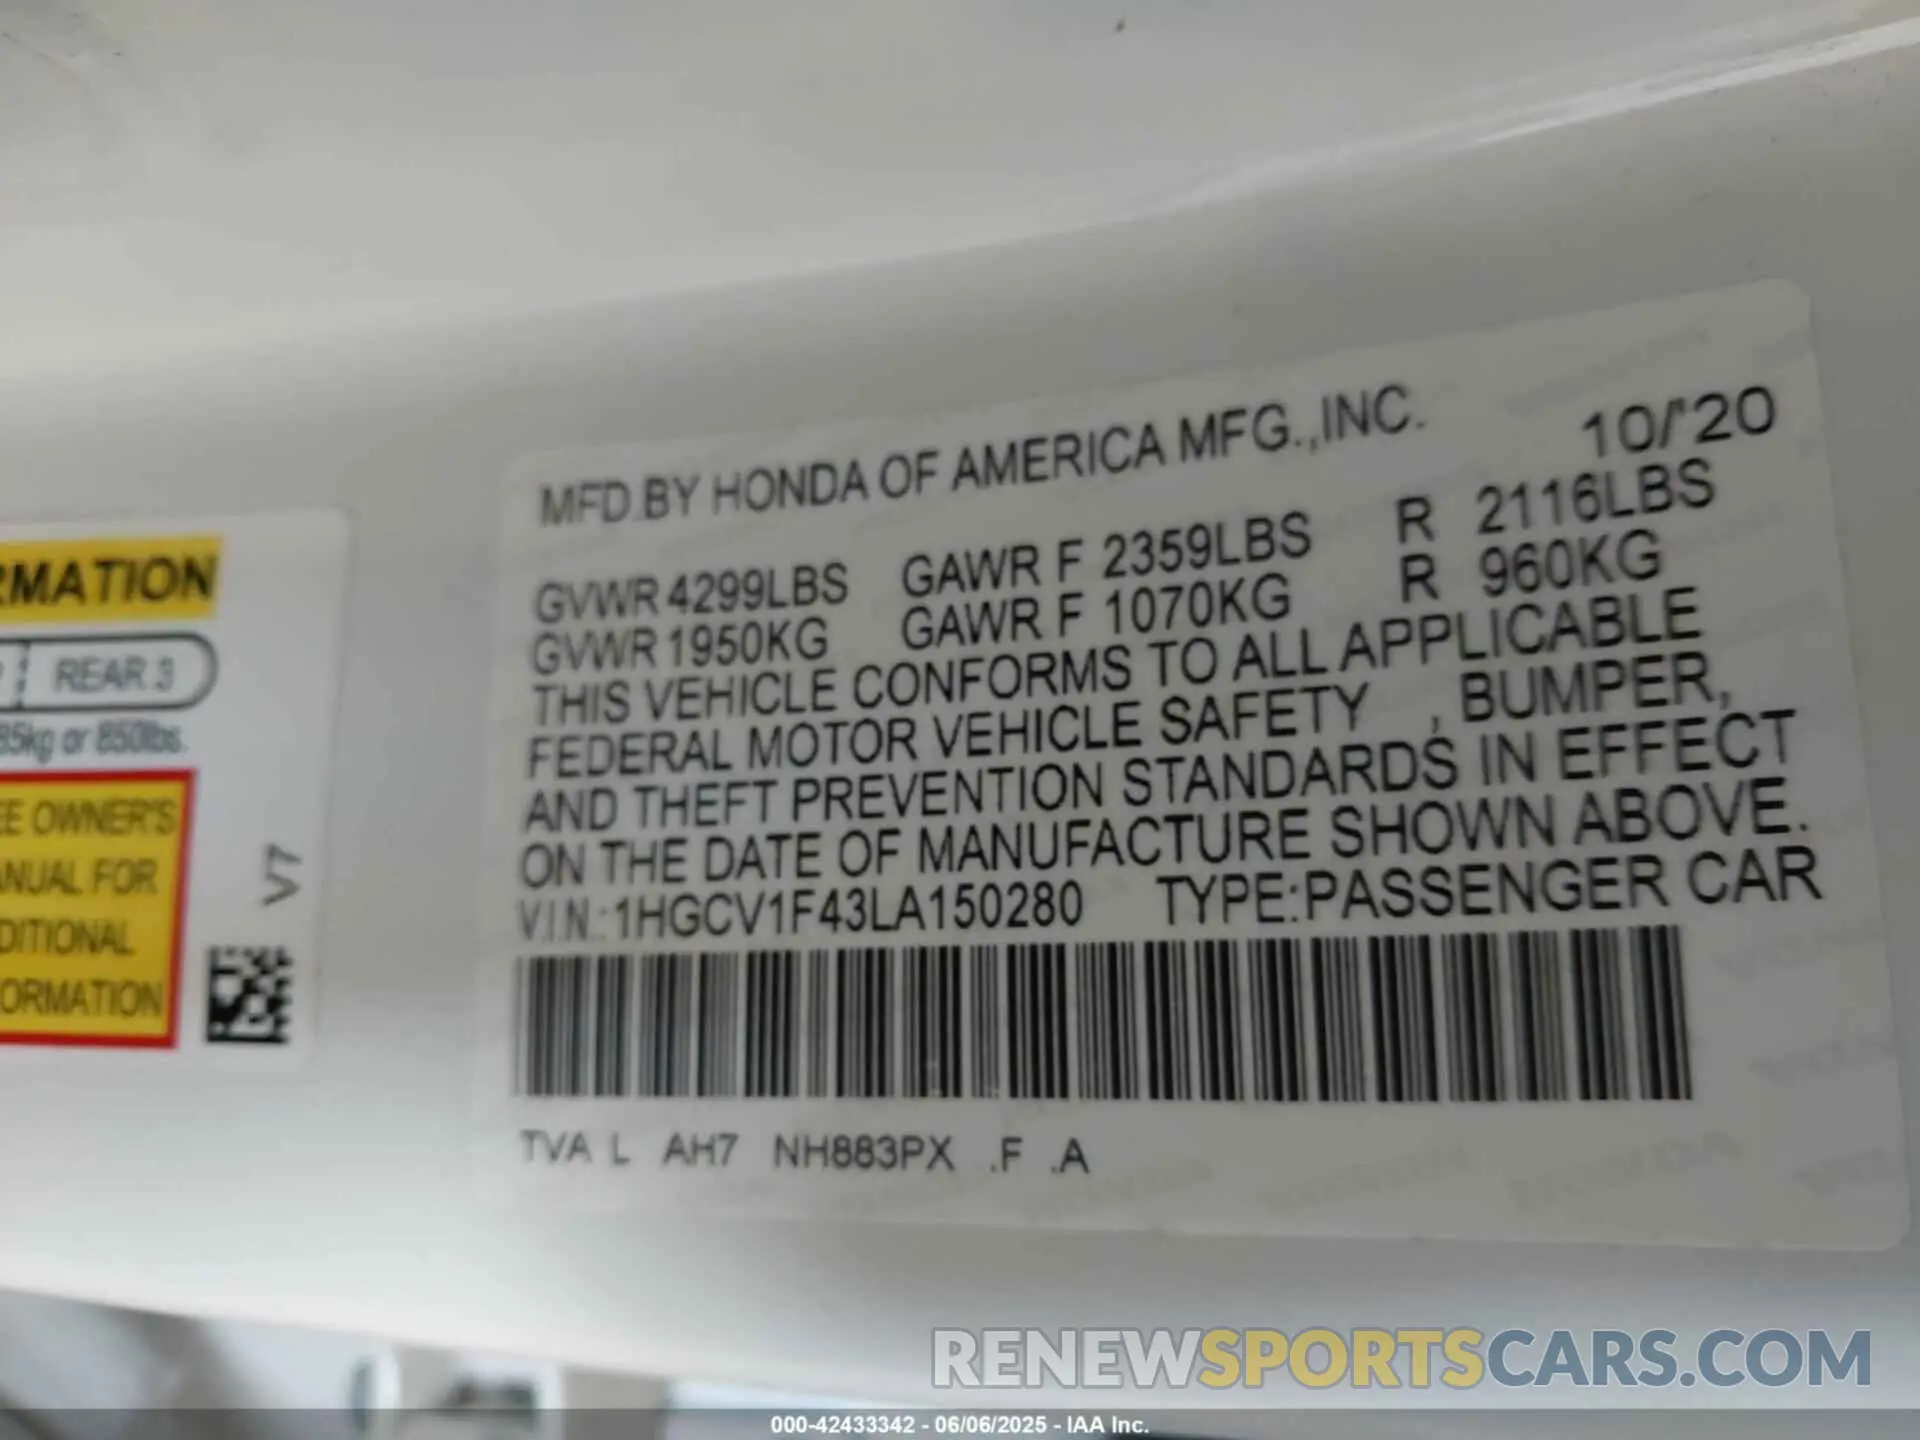 MFD.BY HONDA OF AMERICA MFG.,INC. 10/'20
GVWR 4299LBS GAWR F 2359LBS R 2116LBS
GVWR 1950KG GAWR F 1070KG R 960KG
THIS VEHICLE CONFORMS TO ALL APPLICABLE
FEDERAL MOTOR VEHICLE SAFETY , BUMPER,
AND THEFT PREVENTION STANDARDS IN EFFECT
ON THE DATE OF MANUFACTURE SHOWN ABOVE.
V.I.N.:1HGCV1F43LA150280 TYPE:PASSENGER CAR
TVA L AH7 NH883PX .F .A
RMATION
REAR 3
85kg or 850lbs.
EE OWNER'S
ANUAL FOR
DITIONAL
FORMATION
V7
RENEWSPORTSCARS.COM
000-42433342 - 06/06/2025 - IAA Inc.